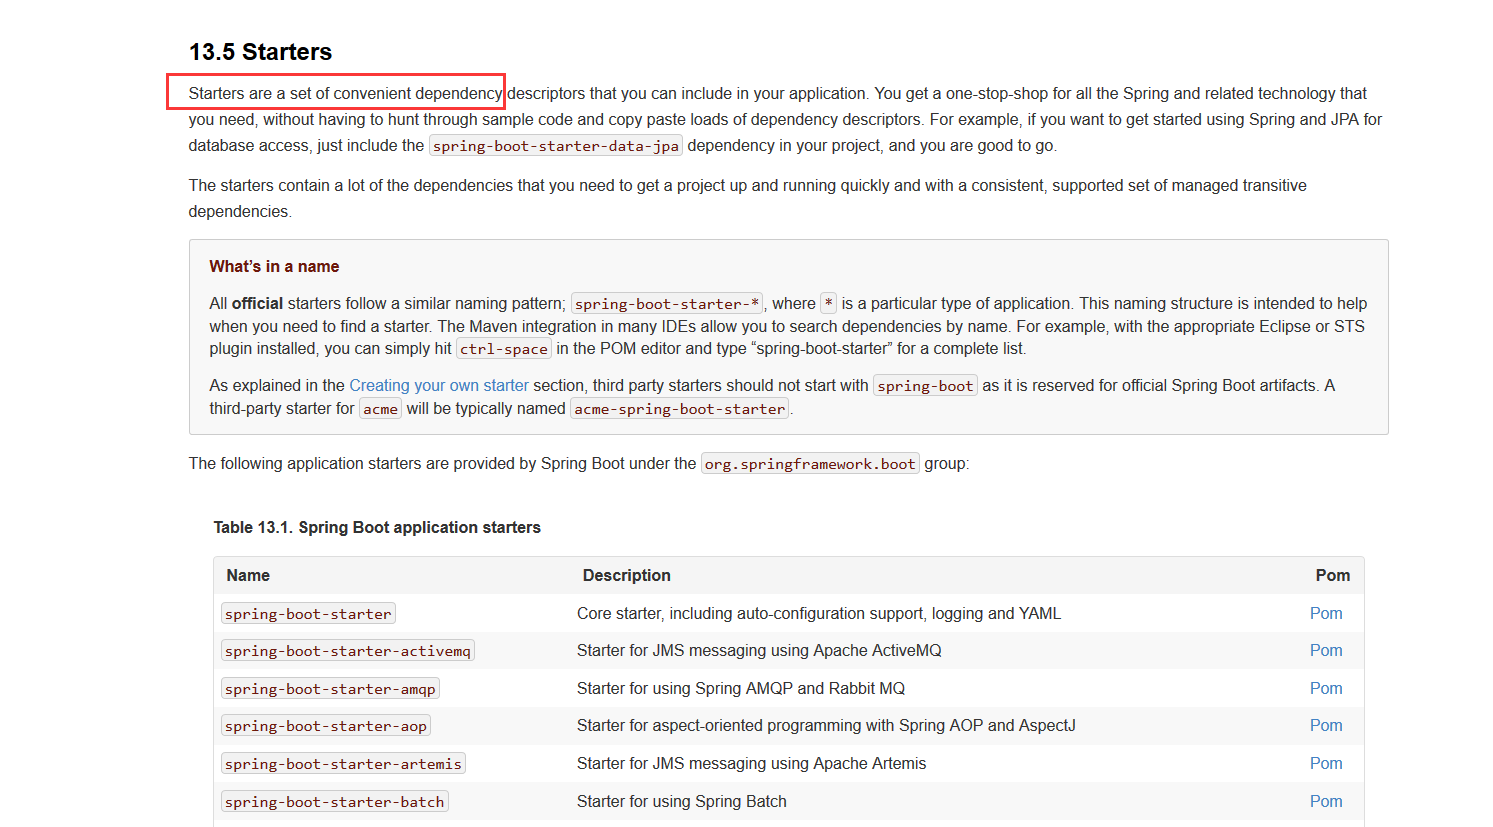 13.5 Starters
Starters are a set of convenient dependency descriptors that you can include in your application. You get a one-stop-shop for all the Spring and related technology that
you need, without having to hunt through sample code and copy paste loads of dependency descriptors. For example, if you want to get started using Spring and JPA for
database access, just include the spring-boot-starter-data-jpa dependency in your project, and you are good to go.
The starters contain a lot of the dependencies that you need to get a project up and running quickly and with a consistent, supported set of managed transitive
dependencies.
What’s in a name
All official starters follow a similar naming pattern; spring-boot-starter-*, where * is a particular type of application. This naming structure is intended to help
when you need to find a starter. The Maven integration in many IDEs allow you to search dependencies by name. For example, with the appropriate Eclipse or STS
plugin installed, you can simply hit ctrl-space in the POM editor and type “spring-boot-starter” for a complete list.
As explained in the Creating your own starter section, third party starters should not start with spring-boot as it is reserved for official Spring Boot artifacts. A
third-party starter for acme will be typically named acme-spring-boot-starter.
The following application starters are provided by Spring Boot under the org.springframework.boot group:
Table 13.1. Spring Boot application starters
Name Description Pom
spring-boot-starter Core starter, including auto-configuration support, logging and YAML Pom
spring-boot-starter-activemq Starter for JMS messaging using Apache ActiveMQ Pom
spring-boot-starter-amqp Starter for using Spring AMQP and Rabbit MQ Pom
spring-boot-starter-aop Starter for aspect-oriented programming with Spring AOP and AspectJ Pom
spring-boot-starter-artemis Starter for JMS messaging using Apache Artemis Pom
spring-boot-starter-batch Starter for using Spring Batch Pom